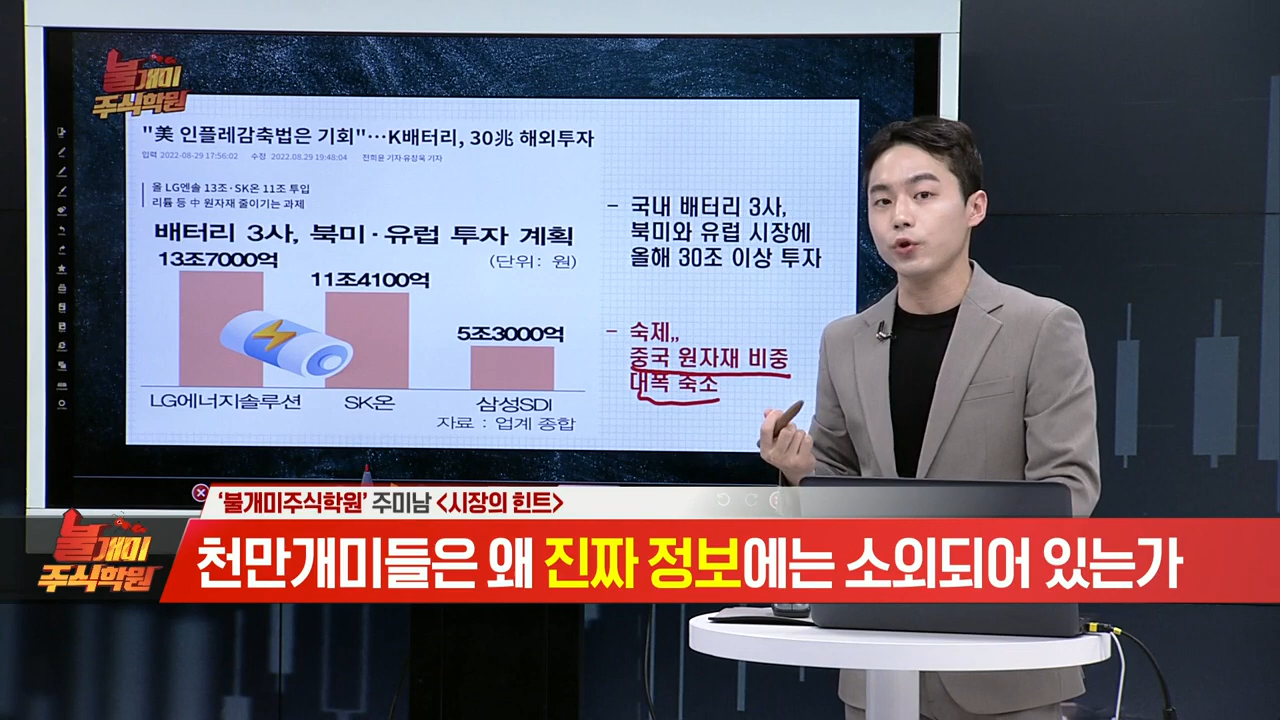 불개미
주식학원
"美 인플레감축법은 기회"…K배터리, 30兆 해외투자
입력 2022-08-29 17:56:02 수정 2022.08.29 19:48:04 전희윤 기자·유창욱 기자
올 LG엔솔 13조·SK온 11조 투입
리튬 등 中 원자재 줄이기는 과제
배터리 3사, 북미·유럽 투자 계획
(단위: 원)
13조7000억
11조4100억
5조3000억
LG에너지솔루션 SK온 삼성SDI
자료 : 업계 종합
- 국내 배터리 3사,
북미와 유럽 시장에
올해 30조 이상 투자
- 숙제,,
중국 원자재 비중
대폭 축소
'불개미주식학원' 주미남 <시장의 힌트>
불개미
주식학원
천만개미들은 왜 진짜 정보에는 소외되어 있는가